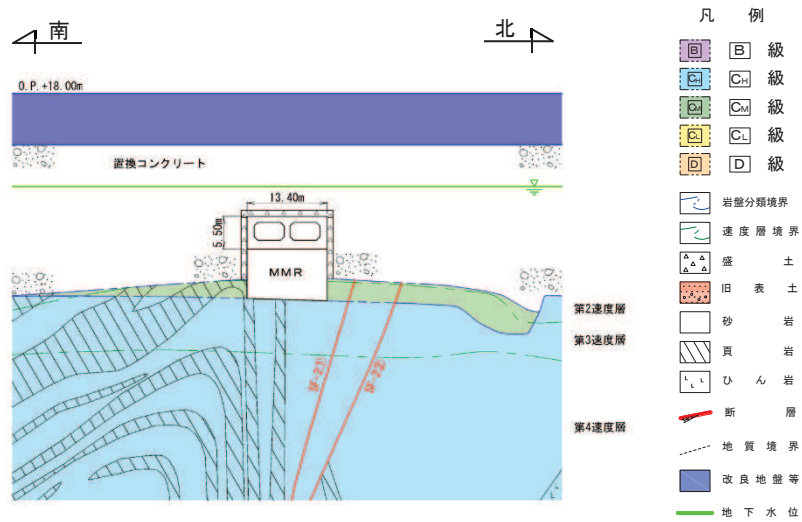 南
北
O.P.+18.00m
置換コンクリート
13.40m
5.50m
MMR
第2速度層
第3速度層
第4速度層
凡 例
B B 級
CH CH 級
CM CM 級
CL CL 級
D D 級
岩盤分類境界
速度層境界
盛 土
旧 表 土
砂 岩
頁 岩
ひ ん 岩
断 層
地 質 境 界
改 良 地 盤 等
地 下 水 位